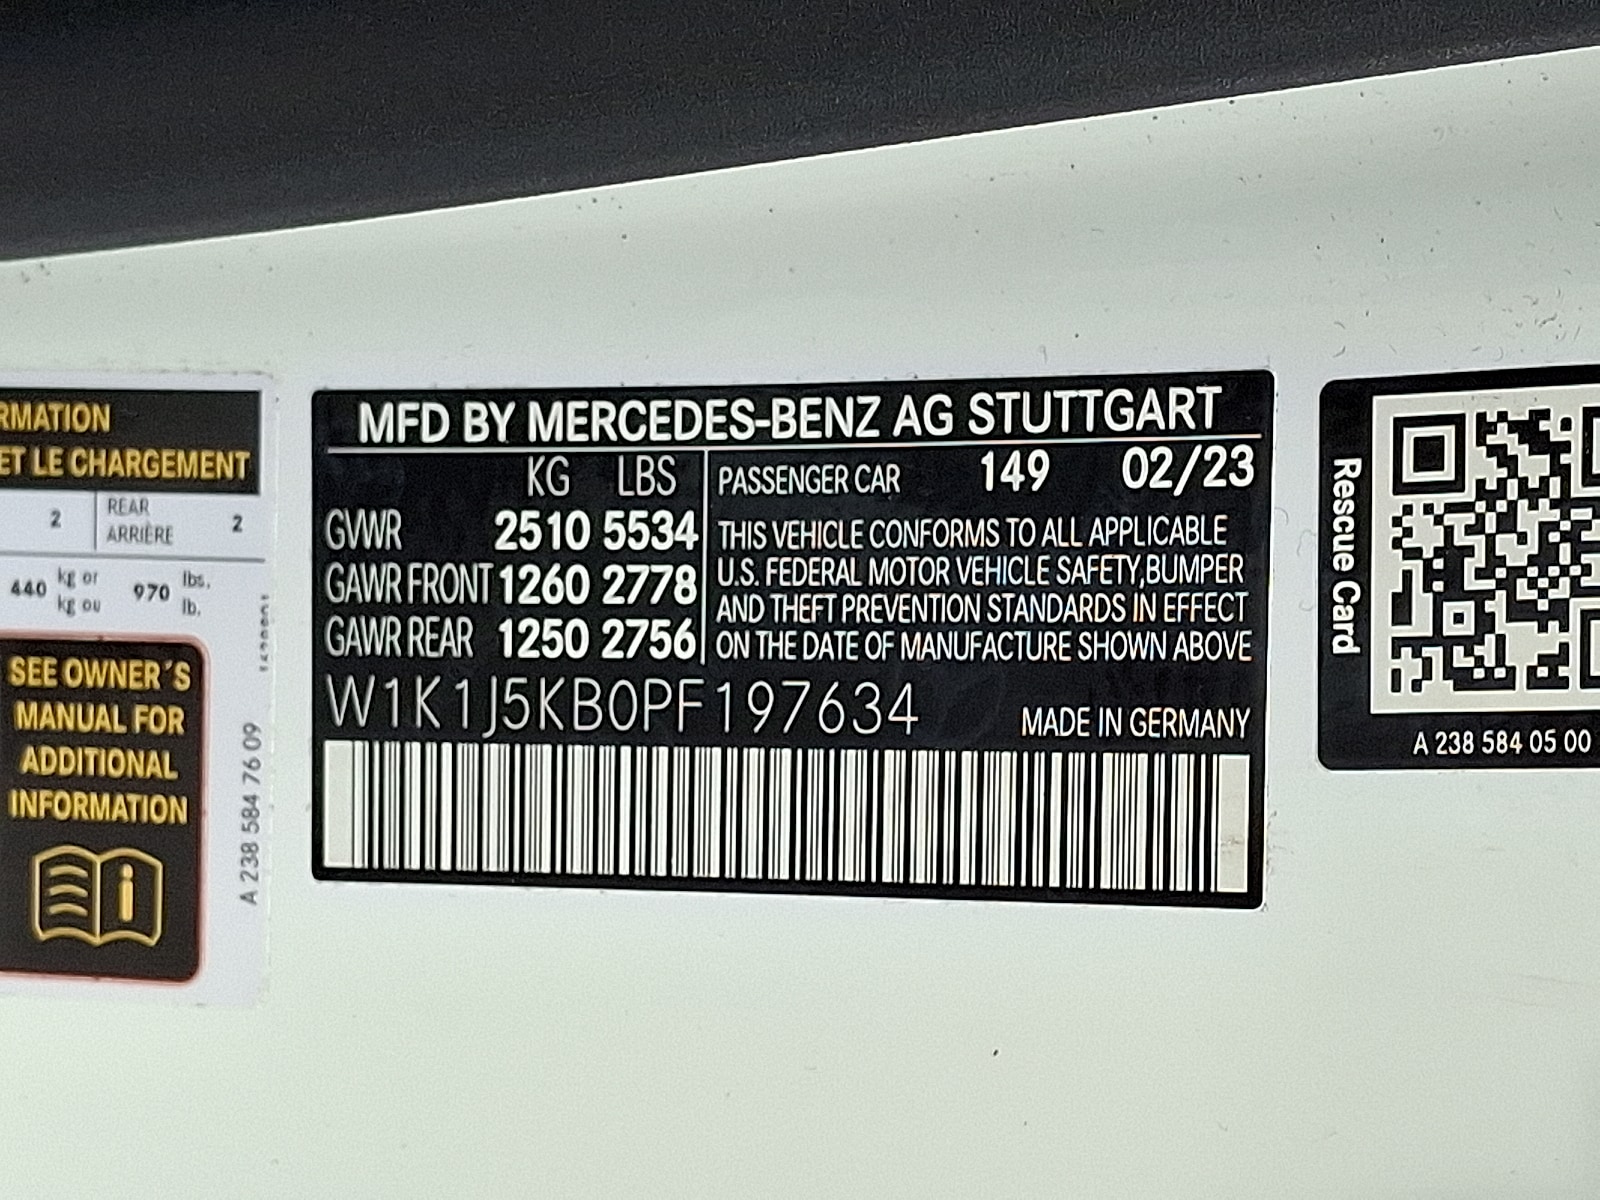 RMATION
ET LE CHARGEMENT
2 REAR ARRIÈRE 2
440 kg or kg ou 970 lbs. lb.
SEE OWNER´S
MANUAL FOR
ADDITIONAL
INFORMATION
i
A 238 584 76 09
MFD BY MERCEDES-BENZ AG STUTTGART
KG LBS
GVWR 2510 5534
GAWR FRONT 1260 2778
GAWR REAR 1250 2756
PASSENGER CAR 149 02/23
THIS VEHICLE CONFORMS TO ALL APPLICABLE
U.S. FEDERAL MOTOR VEHICLE SAFETY,BUMPER
AND THEFT PREVENTION STANDARDS IN EFFECT
ON THE DATE OF MANUFACTURE SHOWN ABOVE
W1K1J5KB0PF197634 MADE IN GERMANY
Rescue Card
A 238 584 05 00